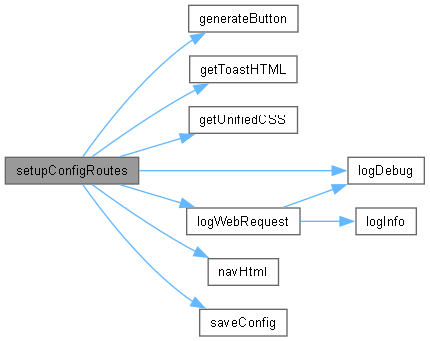 generateButton
getToastHTML
getUnifiedCSS
setupConfigRoutes
logDebug
logWebRequest
logInfo
navHtml
saveConfig